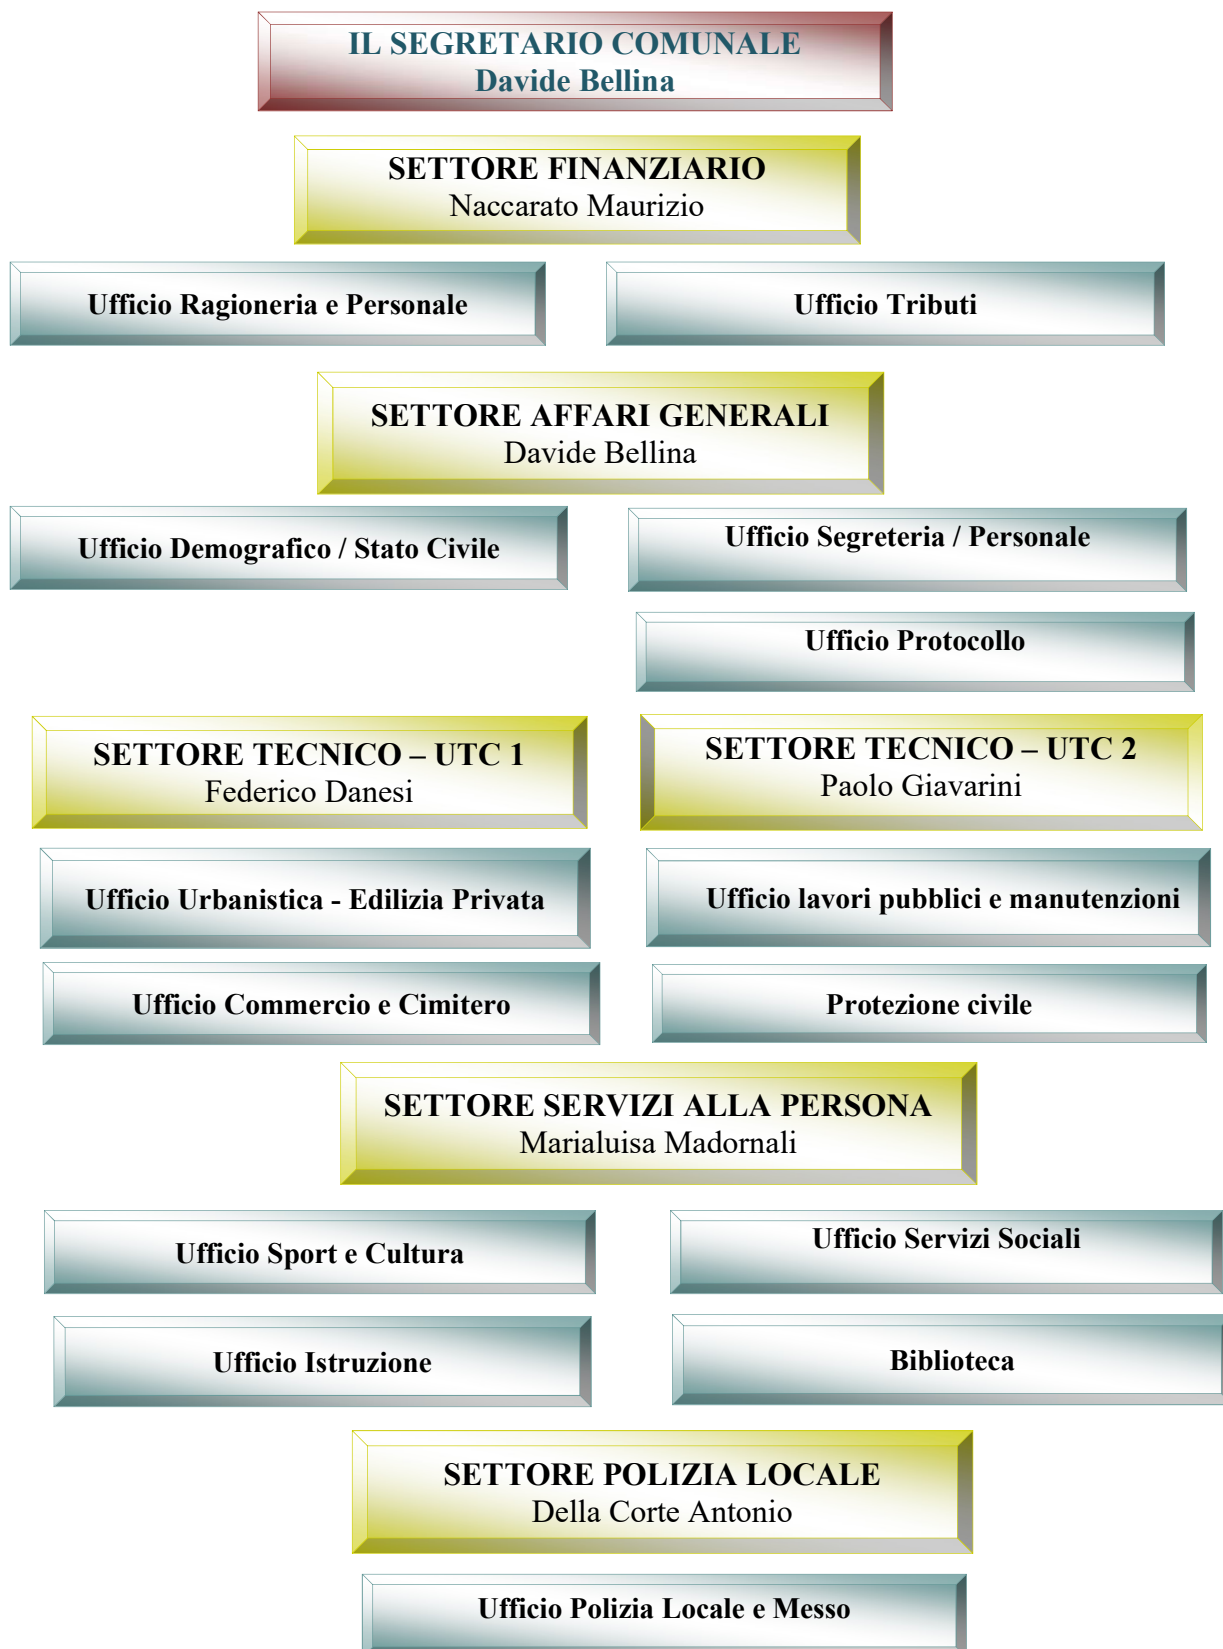 IL SEGRETARIO COMUNALE
Davide Bellina
SETTORE FINANZIARIO
Naccarato Maurizio
Ufficio Ragioneria e Personale
Ufficio Tributi
SETTORE AFFARI GENERALI
Davide Bellina
Ufficio Demografico / Stato Civile
Ufficio Segreteria / Personale
Ufficio Protocollo
SETTORE TECNICO – UTC 1
Federico Danesi
SETTORE TECNICO – UTC 2
Paolo Giavarini
Ufficio Urbanistica - Edilizia Privata
Ufficio lavori pubblici e manutenzioni
Ufficio Commercio e Cimitero
Protezione civile
SETTORE SERVIZI ALLA PERSONA
Marialuisa Madornali
Ufficio Sport e Cultura
Ufficio Servizi Sociali
Ufficio Istruzione
Biblioteca
SETTORE POLIZIA LOCALE
Della Corte Antonio
Ufficio Polizia Locale e Messo